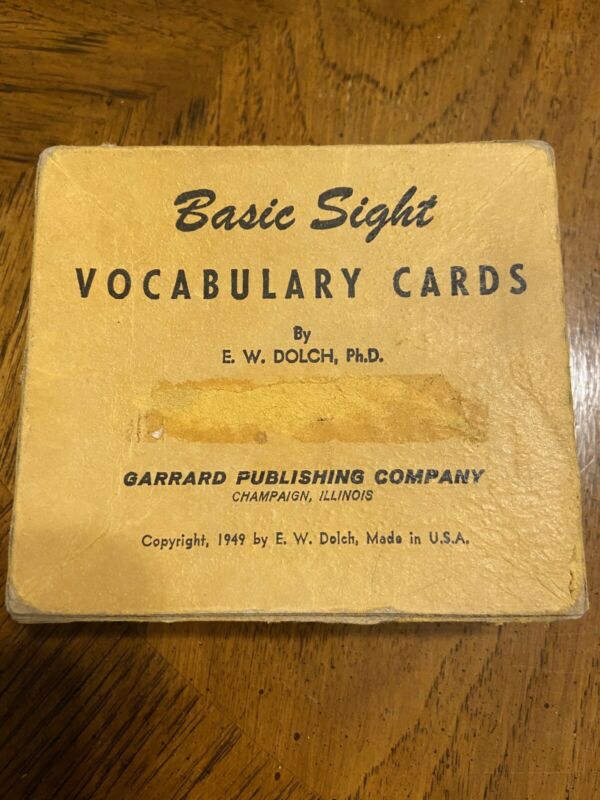 Basic Sight
VOCABULARY CARDS
By
E. W. DOLCH, Ph.D.
GARRARD PUBLISHING COMPANY
CHAMPAIGN, ILLINOIS
Copyright, 1949 by E. W. Dolch, Made in U.S.A.